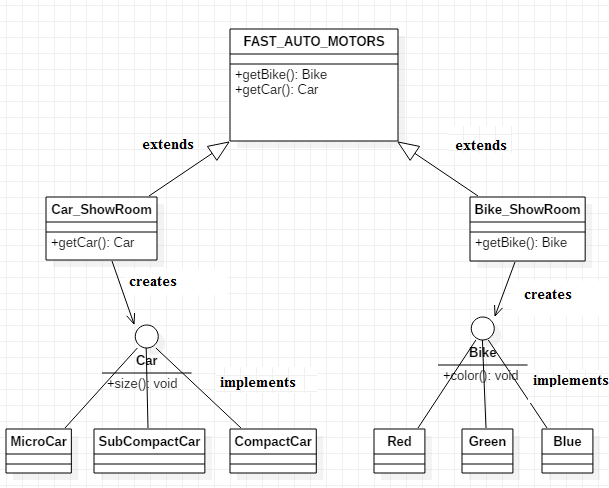 FAST_AUTO_MOTORS
+getBike(): Bike
+getCar(): Car
extends
extends
Car_ShowRoom
+getCar(): Car
Bike_ShowRoom
+getBike(): Bike
creates
creates
Car
+size(): void
implements
Bike
+color(): void
implements
MicroCar
SubCompactCar
CompactCar
Red
Green
Blue